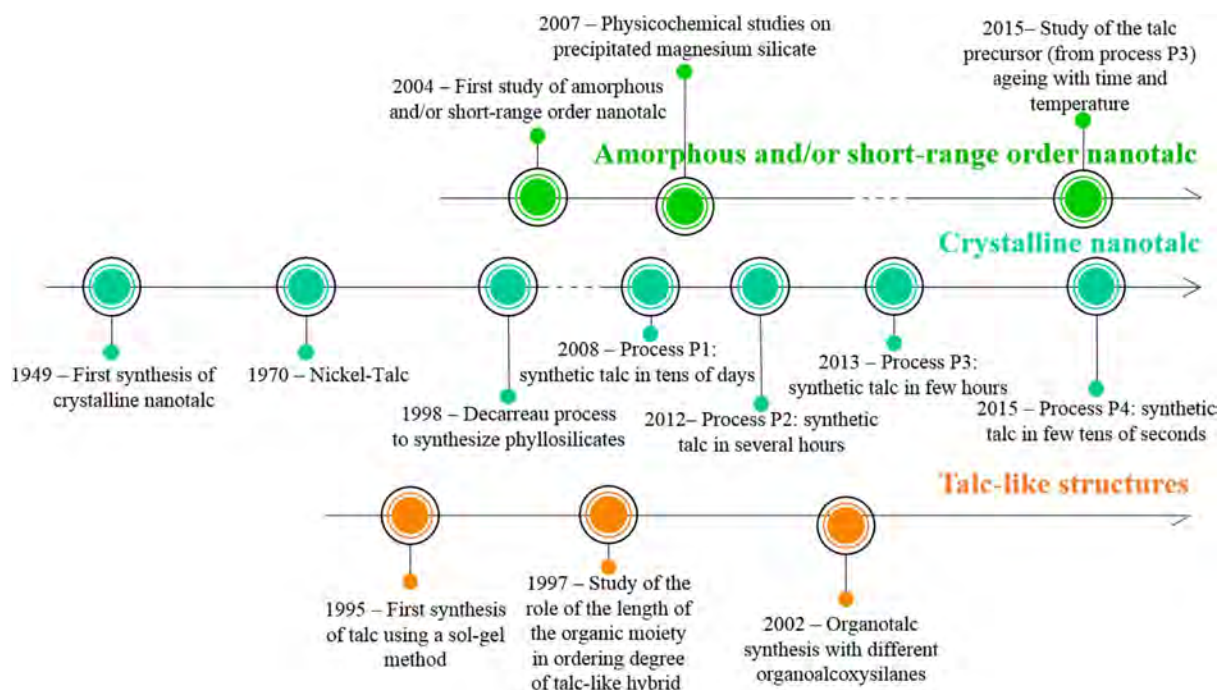 2007 – Physicochemical studies on
precipitated magnesium silicate
2015– Study of the talc
precursor (from process P3)
ageing with time and
temperature
2004 – First study of amorphous
and/or short-range order nanotalc
Amorphous and/or short-range order nanotalc
Crystalline nanotalc
1949 – First synthesis of
crystalline nanotalc
1970 – Nickel-Talc
1998 – Decarreau process
to synthesize phyllosilicates
2008 – Process P1:
synthetic talc in tens of days
2012– Process P2: synthetic
talc in several hours
2013 – Process P3:
synthetic talc in few hours
2015 – Process P4: synthetic
talc in few tens of seconds
Talc-like structures
1995 – First synthesis
of talc using a sol-gel
method
1997 – Study of the
role of the length of
the organic moiety
in ordering degree
of talc-like hybrid
2002 – Organotalc
synthesis with different
organoalcoxysilanes